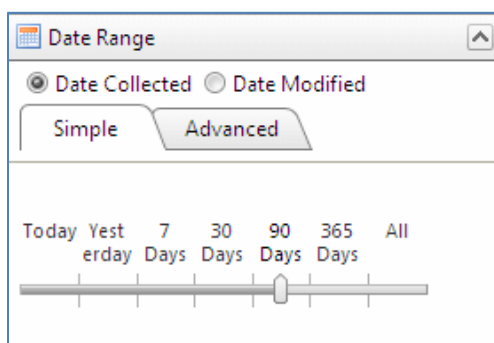 Date Range
Date Collected Date Modified
Simple Advanced
Today Yest 7 30 90 365 All
erday Days Days Days Days